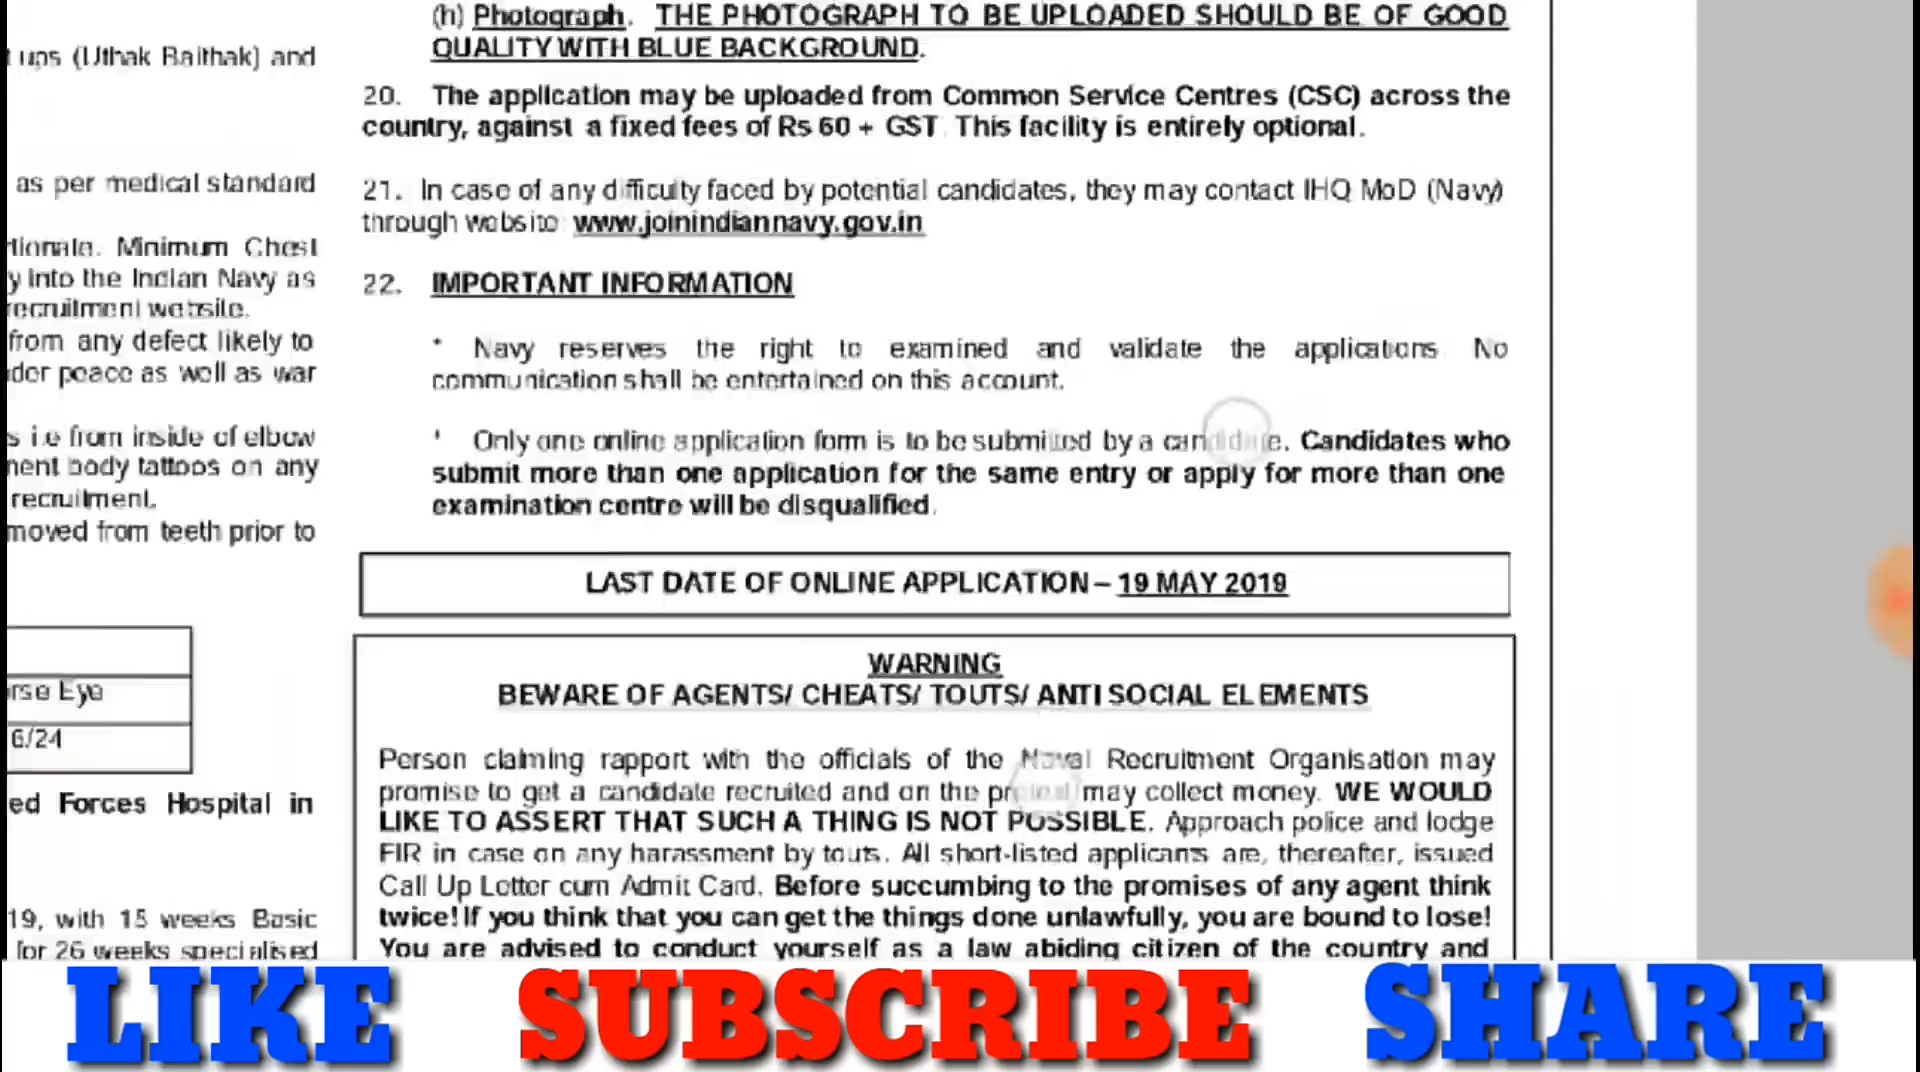 t ups (Uthak Baithak) and
as per medical standard
tionate. Minimum Chest
y into the Indian Navy as
recruitment website.
from any defect likely to
der peace as well as war
s i.e from inside of elbow
nent body tattoos on any
recruitment.
moved from teeth prior to
rse Eye
6/24
ed Forces Hospital in
19, with 15 weeks Basic
for 26 weeks specialised
(h) Photograph. THE PHOTOGRAPH TO BE UPLOADED SHOULD BE OF GOOD
QUALITY WITH BLUE BACKGROUND.
20. The application may be uploaded from Common Service Centres (CSC) across the
country, against a fixed fees of Rs 60 + GST. This facility is entirely optional.
21. In case of any difficulty faced by potential candidates, they may contact IHQ MoD (Navy)
through website www.joinindiannavy.gov.in
22. IMPORTANT INFORMATION
* Navy reserves the right to examined and validate the applications. No
communication shall be entertained on this account.
* Only one online application form is to be submitted by a candidate. Candidates who
submit more than one application for the same entry or apply for more than one
examination centre will be disqualified.
LAST DATE OF ONLINE APPLICATION – 19 MAY 2019
WARNING
BEWARE OF AGENTS/ CHEATS/ TOUTS/ ANTI SOCIAL ELEMENTS
Person claiming rapport with the officials of the Naval Recruitment Organisation may
promise to get a candidate recruited and on the pretext may collect money. WE WOULD
LIKE TO ASSERT THAT SUCH A THING IS NOT POSSIBLE. Approach police and lodge
FIR in case on any harassment by touts. All short-listed applicants are, thereafter, issued
Call Up Letter cum Admit Card. Before succumbing to the promises of any agent think
twice! If you think that you can get the things done unlawfully, you are bound to lose!
You are advised to conduct yourself as a law abiding citizen of the country and
LIKE SUBSCRIBE SHARE